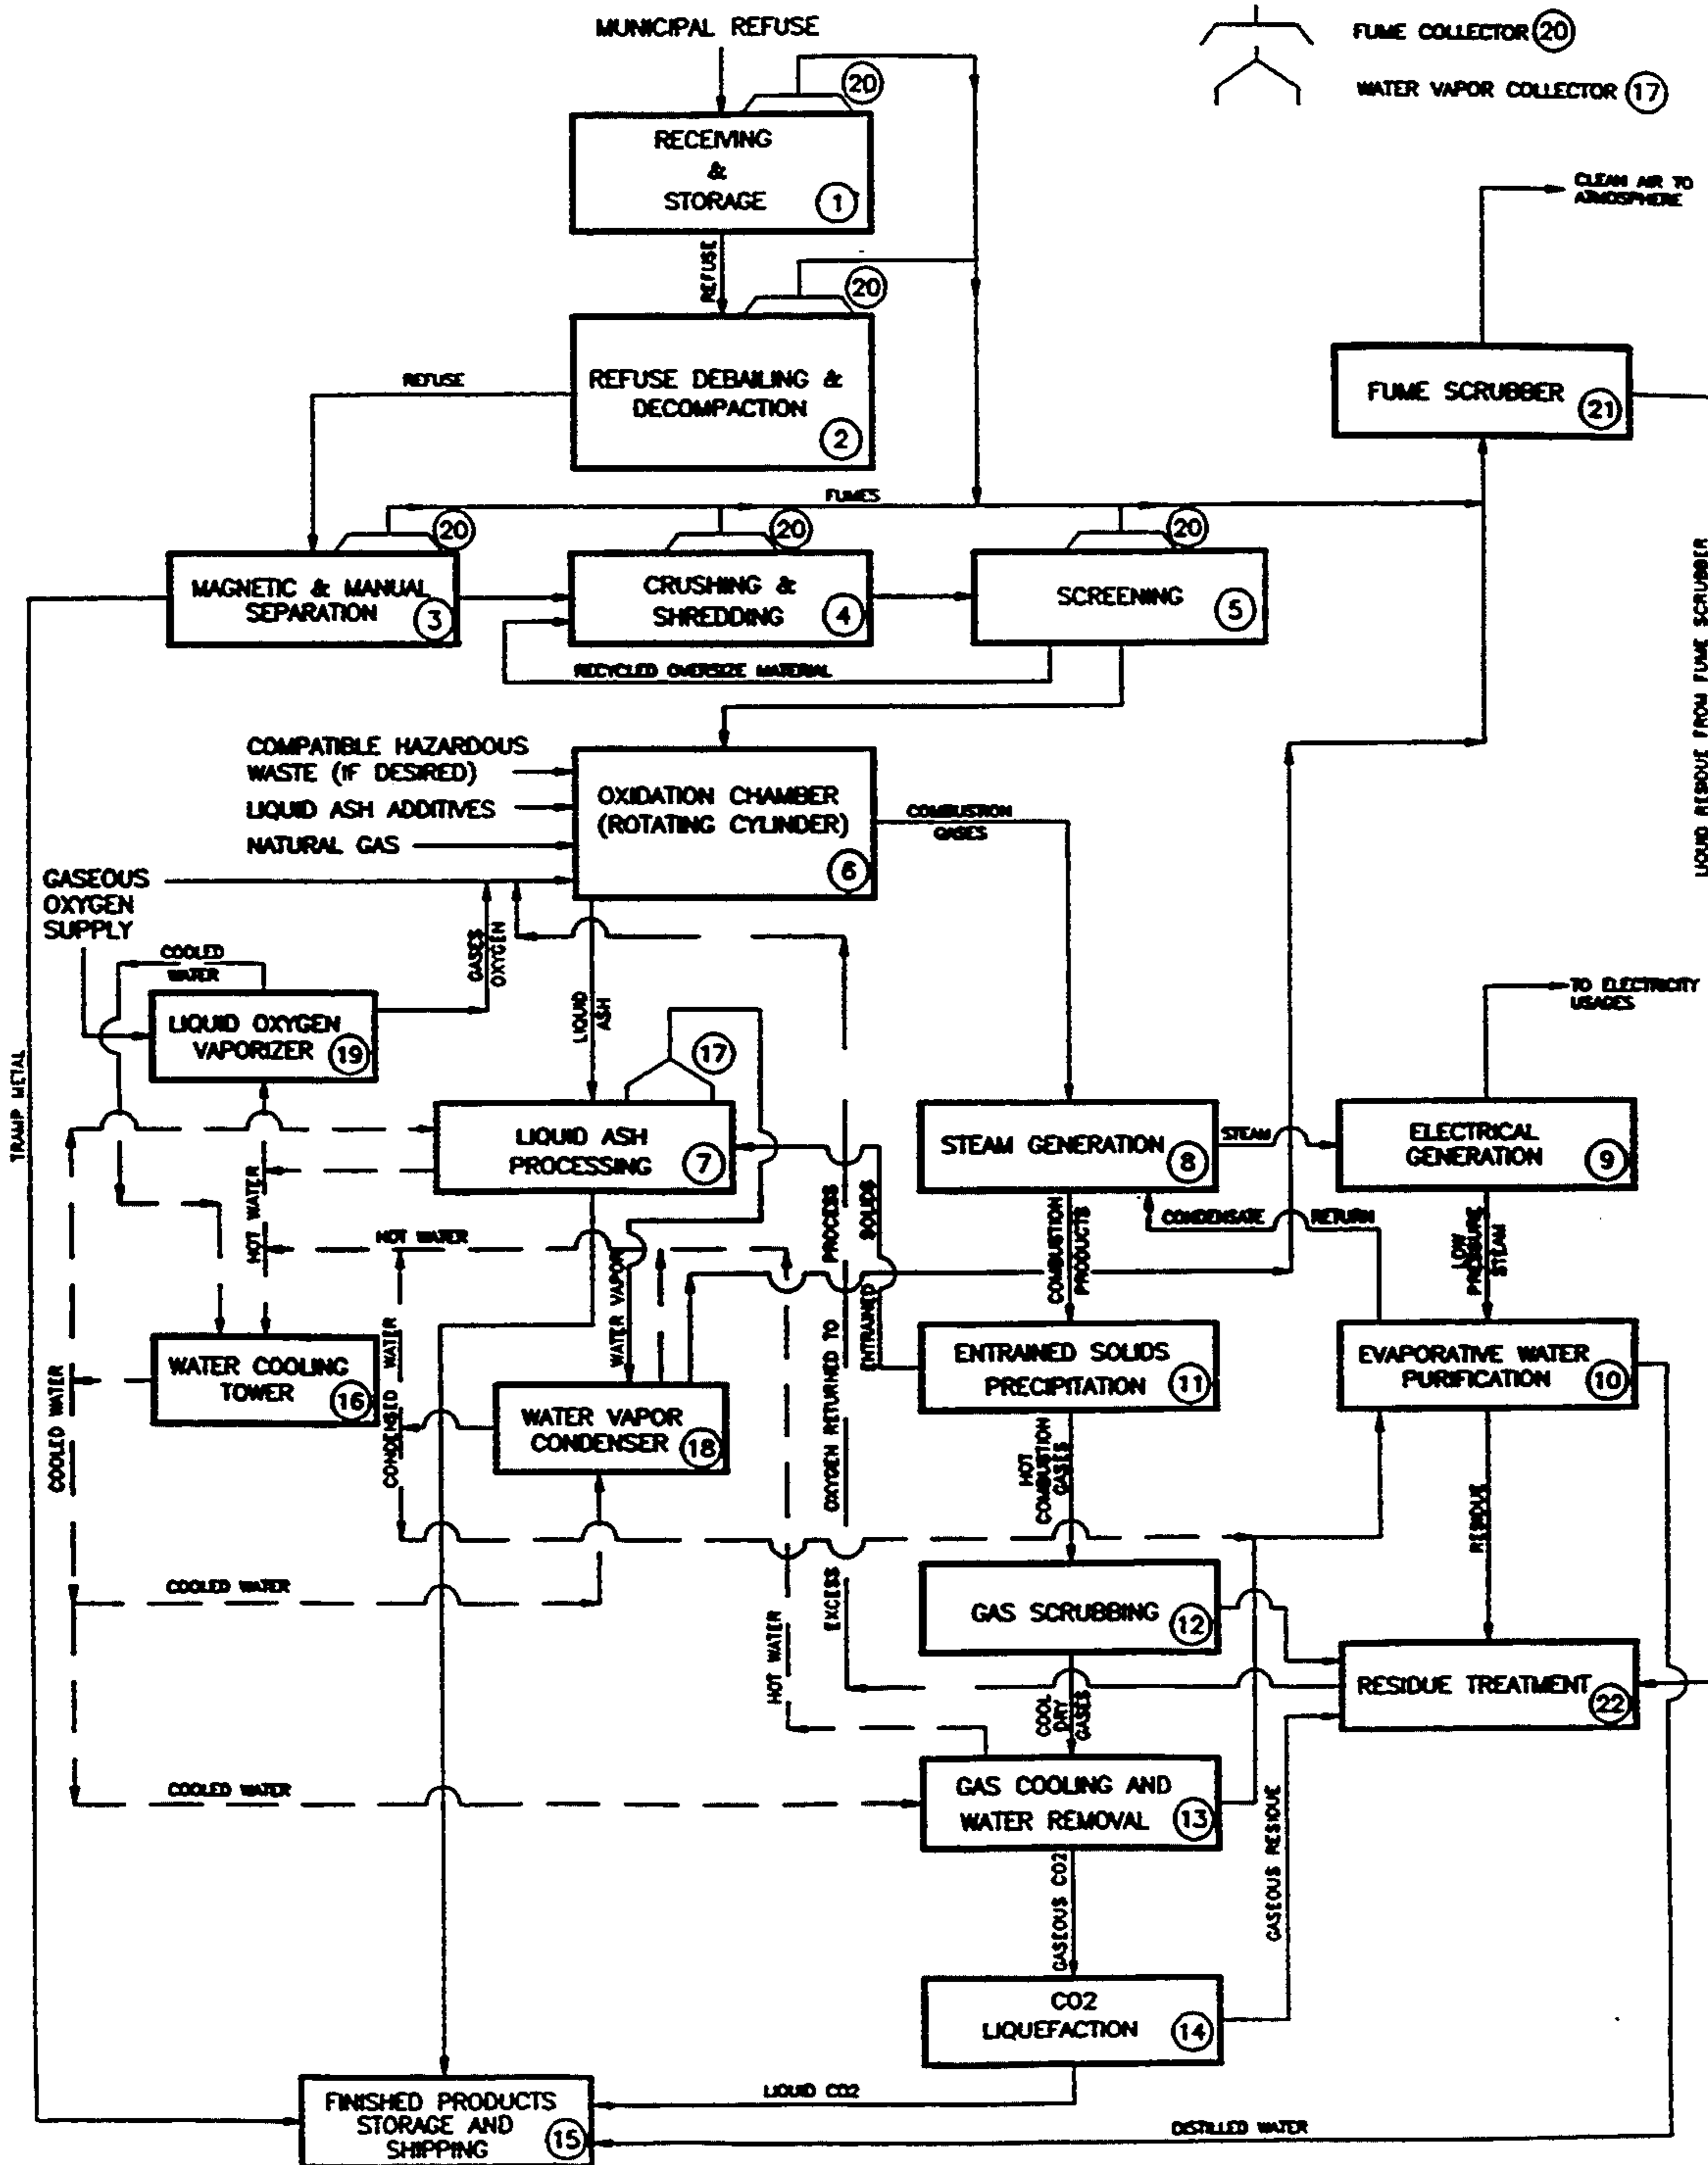 MUNICIPAL REFUSE
FUME COLLECTOR 20
WATER VAPOR COLLECTOR 17
20
RECEIVING
&
STORAGE 1
CLEAN AIR TO
ATMOSPHERE
REFUSE
20
REFUSE DEBAILING &
DECOMPACTION
2
REFUSE
FUME SCRUBBER 21
FUMES
20
20
20
MAGNETIC & MANUAL
SEPARATION 3
CRUSHING &
SHREDDING 4
SCREENING 5
RECYCLED OVERSIZE MATERIAL
LIQUID RESIDUE FROM FUME SCRUBBER
COMPATIBLE HAZARDOUS
WASTE (IF DESIRED)
LIQUID ASH ADDITIVES
NATURAL GAS
OXIDATION CHAMBER
(ROTATING CYLINDER)
6
COMBUSTION
GASES
GASEOUS
OXYGEN
SUPPLY
COOLED
WATER
GASES
OXYGEN
LIQUID
ASH
LIQUID OXYGEN
VAPORIZER 19
17
TO ELECTRICITY
USAGES
TRAMP METAL
LIQUID ASH
PROCESSING 7
STEAM GENERATION 8
STEAM
ELECTRICAL
GENERATION 9
HOT WATER
HOT WATER
CONDENSATE RETURN
COMBUSTION
PRODUCTS
LOW
PRESSURE
STEAM
ENTRAINED SOLIDS
EXCESS OXYGEN RETURNED TO PROCESS
WATER VAPOR
CONDENSED WATER
COOLED WATER
WATER COOLING
TOWER 16
WATER VAPOR
CONDENSER 18
ENTRAINED SOLIDS
PRECIPITATION 11
EVAPORATIVE WATER
PURIFICATION 10
HOT
COMBUSTION
GASES
RESIDUE
COOLED WATER
GAS SCRUBBING 12
HOT WATER
COOL
DRY
GASES
RESIDUE TREATMENT 22
COOLED WATER
GAS COOLING AND
WATER REMOVAL 13
GASEOUS CO2
GASEOUS RESIDUE
CO2
LIQUEFACTION 14
LIQUID CO2
FINISHED PRODUCTS
STORAGE AND
SHIPPING 15
DISTILLED WATER